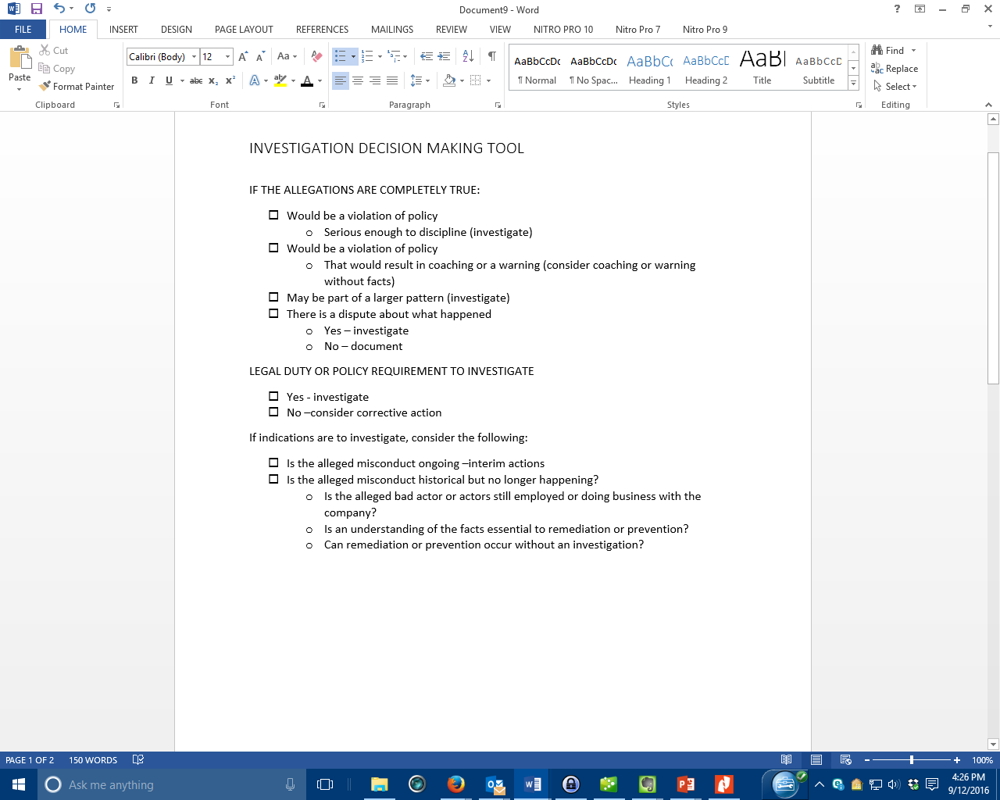 Document9 - Word
FILE HOME INSERT DESIGN PAGE LAYOUT REFERENCES MAILINGS REVIEW VIEW NITRO PRO 10 Nitro Pro 7 Nitro Pro 9
Paste
Cut
Copy
Format Painter
Clipboard
Calibri (Body) 12
Font
Paragraph
AaBbCcDc AaBbCcDc AaBbCc AaBbCcD AaB AaBbCcD
¶ Normal ¶ No Spac... Heading 1 Heading 2 Title Subtitle
Styles
Find
Replace
Select
Editing
INVESTIGATION DECISION MAKING TOOL
IF THE ALLEGATIONS ARE COMPLETELY TRUE:
Would be a violation of policy
o Serious enough to discipline (investigate)
Would be a violation of policy
o That would result in coaching or a warning (consider coaching or warning
without facts)
May be part of a larger pattern (investigate)
There is a dispute about what happened
o Yes – investigate
o No – document
LEGAL DUTY OR POLICY REQUIREMENT TO INVESTIGATE
Yes - investigate
No –consider corrective action
If indications are to investigate, consider the following:
Is the alleged misconduct ongoing –interim actions
Is the alleged misconduct historical but no longer happening?
o Is the alleged bad actor or actors still employed or doing business with the
company?
o Is an understanding of the facts essential to remediation or prevention?
o Can remediation or prevention occur without an investigation?
PAGE 1 OF 2 150 WORDS 100%
Ask me anything
4:26 PM
9/12/2016